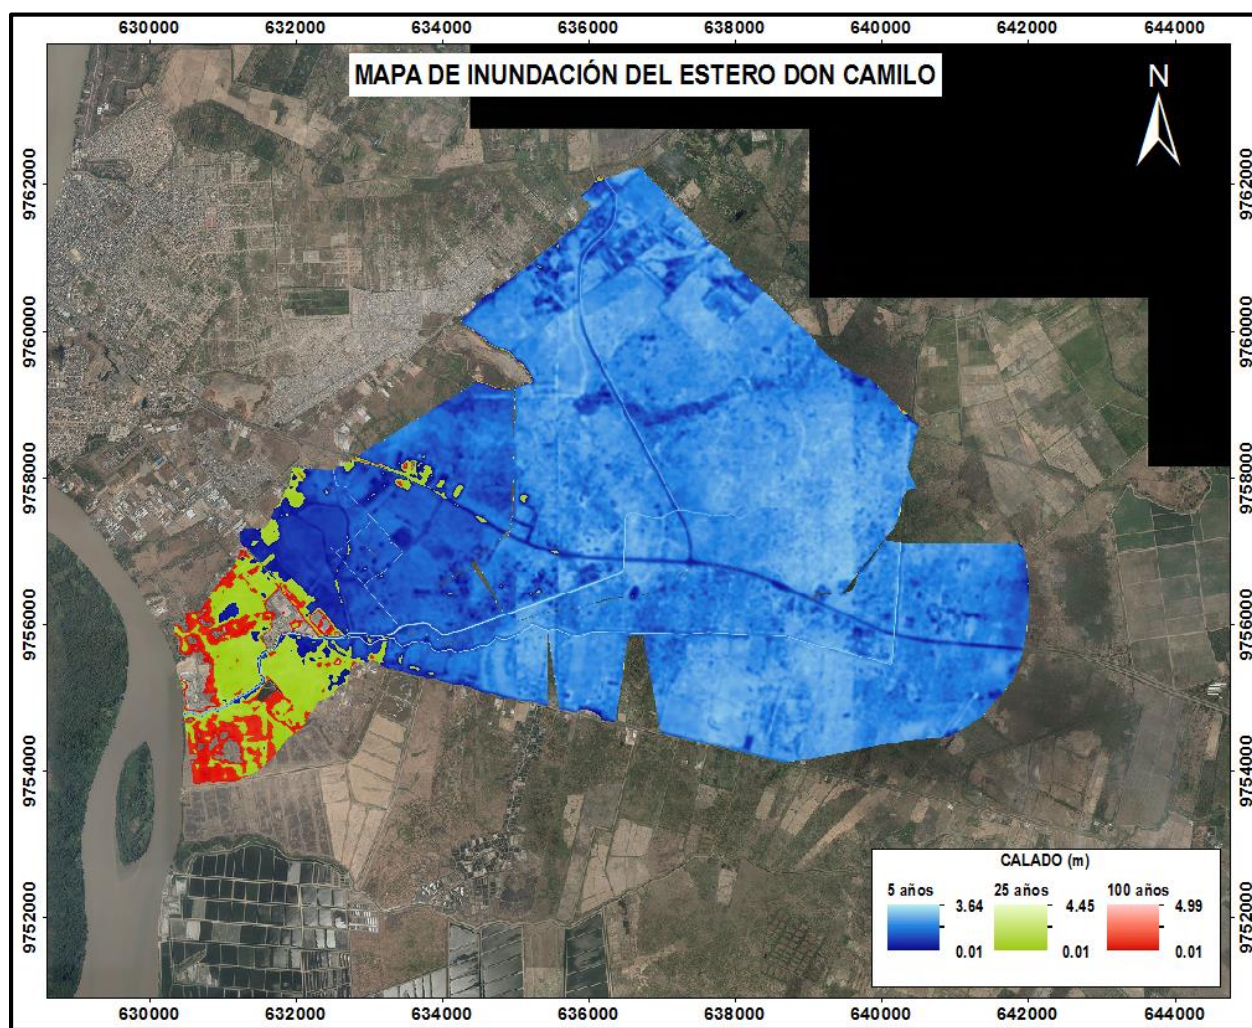 630000 632000 634000 636000 638000 640000 642000 644000
MAPA DE INUNDACIÓN DEL ESTERO DON CAMILO
N
9762000 9762000
9760000 9760000
9758000 9758000
9756000 9756000
9754000 9754000
9752000 9752000
CALADO (m)
5 años 25 años 100 años
3.64 4.45 4.99
0.01 0.01 0.01
630000 632000 634000 636000 638000 640000 642000 644000